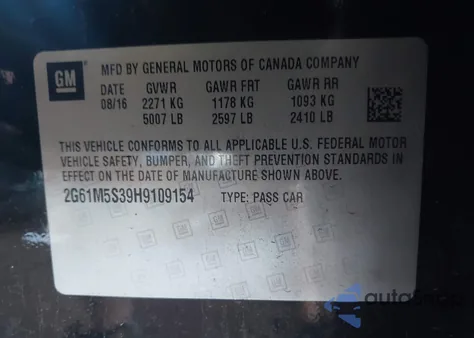 GM
MFD BY GENERAL MOTORS OF CANADA COMPANY
DATE GVWR GAWR FRT GAWR RR
08/16 2271 KG 1178 KG 1093 KG
5007 LB 2597 LB 2410 LB
THIS VEHICLE CONFORMS TO ALL APPLICABLE U.S. FEDERAL MOTOR
VEHICLE SAFETY, BUMPER, AND THEFT PREVENTION STANDARDS IN
EFFECT ON THE DATE OF MANUFACTURE SHOWN ABOVE.
2G61M5S39H9109154 TYPE: PASS CAR